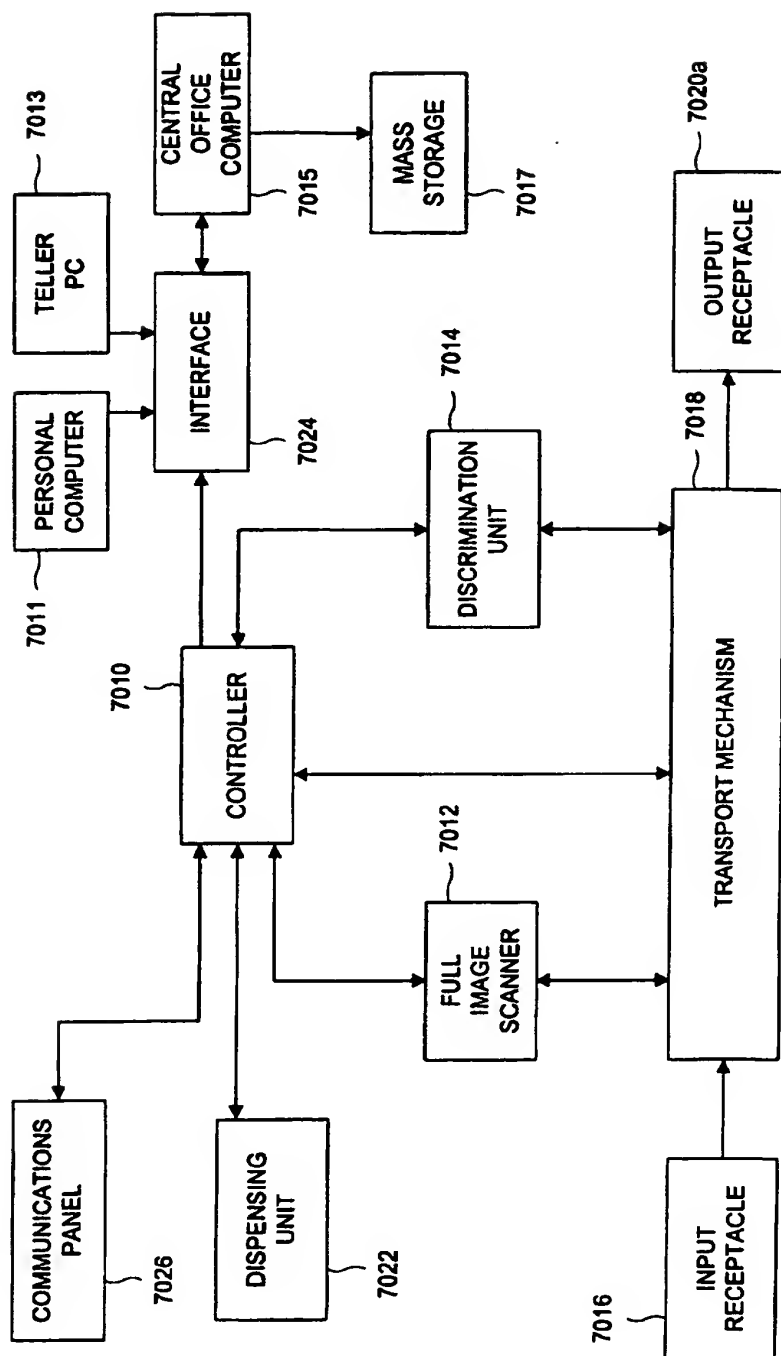 COMMUNICATIONS
PANEL
7026
DISPENSING
UNIT
7022
7016
INPUT
RECEPTACLE
CONTROLLER
7010
FULL
IMAGE
SCANNER
7012
TRANSPORT MECHANISM
7018
DISCRIMINATION
UNIT
7014
PERSONAL
COMPUTER
7011
TELLER
PC
7013
INTERFACE
7024
CENTRAL
OFFICE
COMPUTER
7015
MASS
STORAGE
7017
OUTPUT
RECEPTACLE
7020a